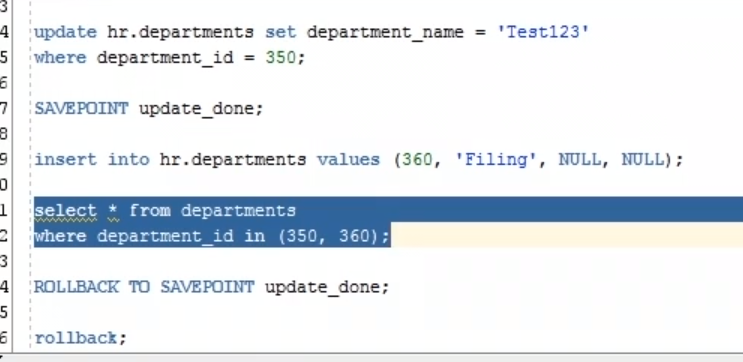 3
4 update hr.departments set department_name = 'Test123'
5 where department_id = 350;
6
7 SAVEPOINT update_done;
8
9 insert into hr.departments values (360, 'Filing', NULL, NULL);
0
1 select * from departments
2 where department_id in (350, 360);
3
4 ROLLBACK TO SAVEPOINT update_done;
5
6 rollback;